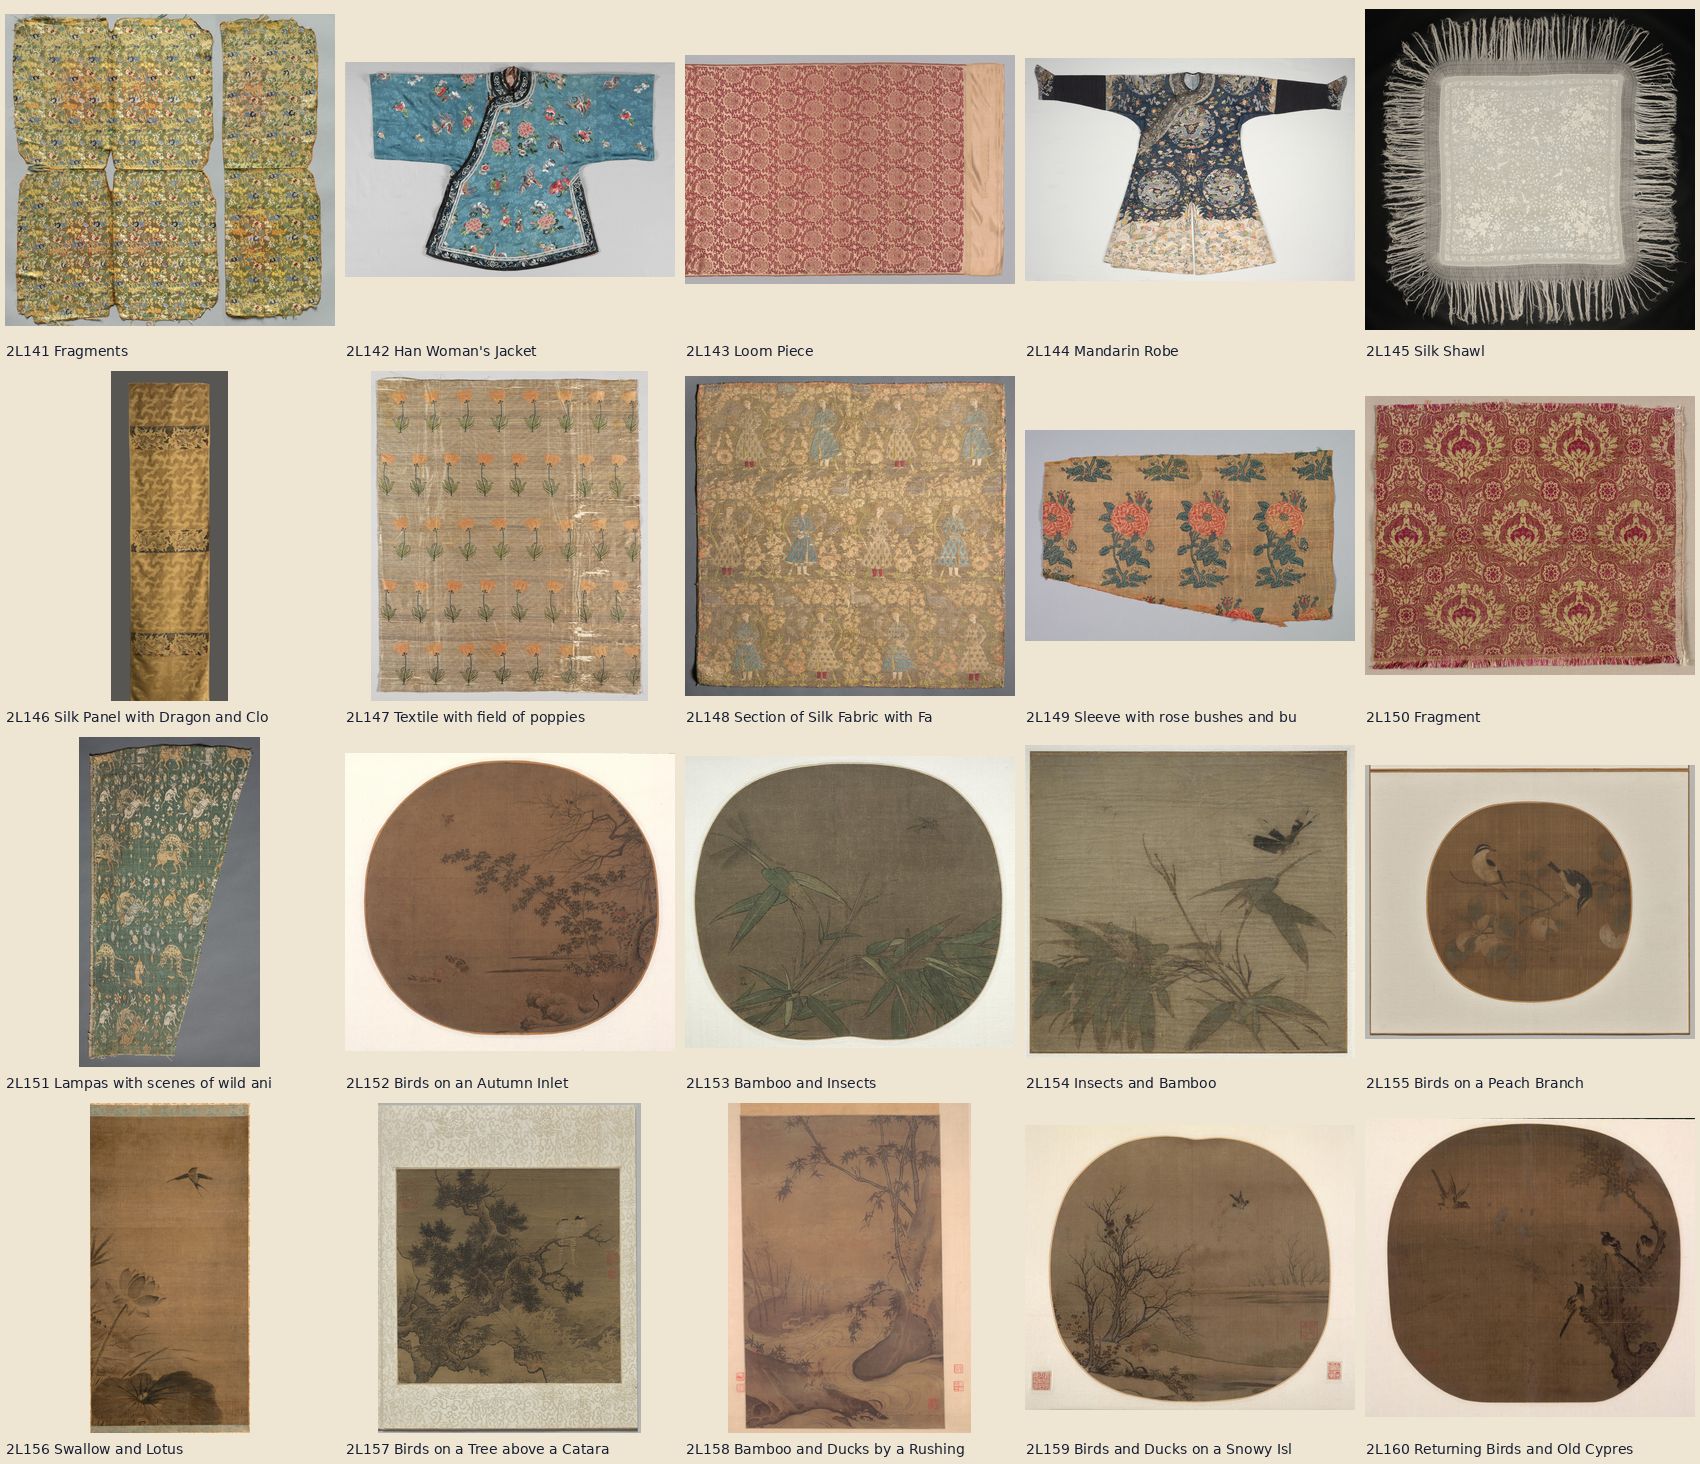 2L141 Fragments
2L142 Han Woman's Jacket
2L143 Loom Piece
2L144 Mandarin Robe
2L145 Silk Shawl
2L146 Silk Panel with Dragon and Clo
2L147 Textile with field of poppies
2L148 Section of Silk Fabric with Fa
2L149 Sleeve with rose bushes and bu
2L150 Fragment
2L151 Lampas with scenes of wild ani
2L152 Birds on an Autumn Inlet
2L153 Bamboo and Insects
2L154 Insects and Bamboo
2L155 Birds on a Peach Branch
2L156 Swallow and Lotus
2L157 Birds on a Tree above a Catara
2L158 Bamboo and Ducks by a Rushing
2L159 Birds and Ducks on a Snowy Isl
2L160 Returning Birds and Old Cypres